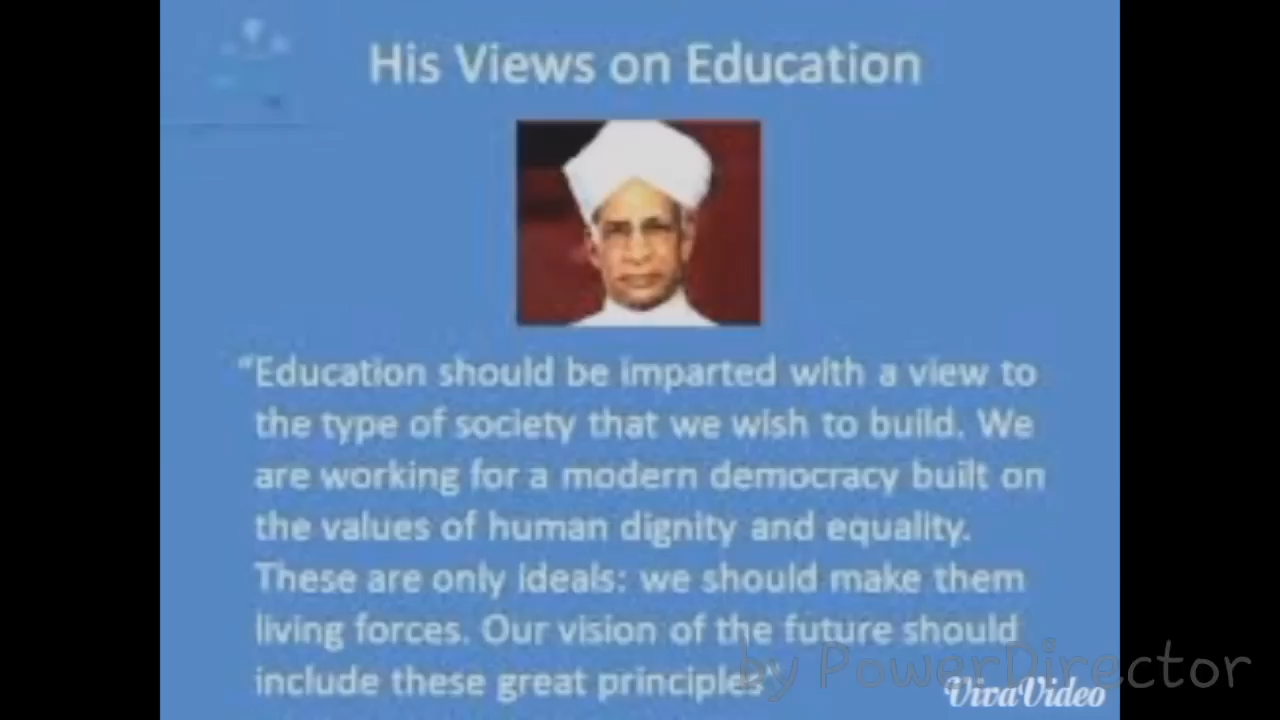 His Views on Education
"Education should be imparted with a view to
the type of society that we wish to build. We
are working for a modern democracy built on
the values of human dignity and equality.
These are only ideals: we should make them
living forces. Our vision of the future should
include these great principles"
by PowerDirector
VivaVideo